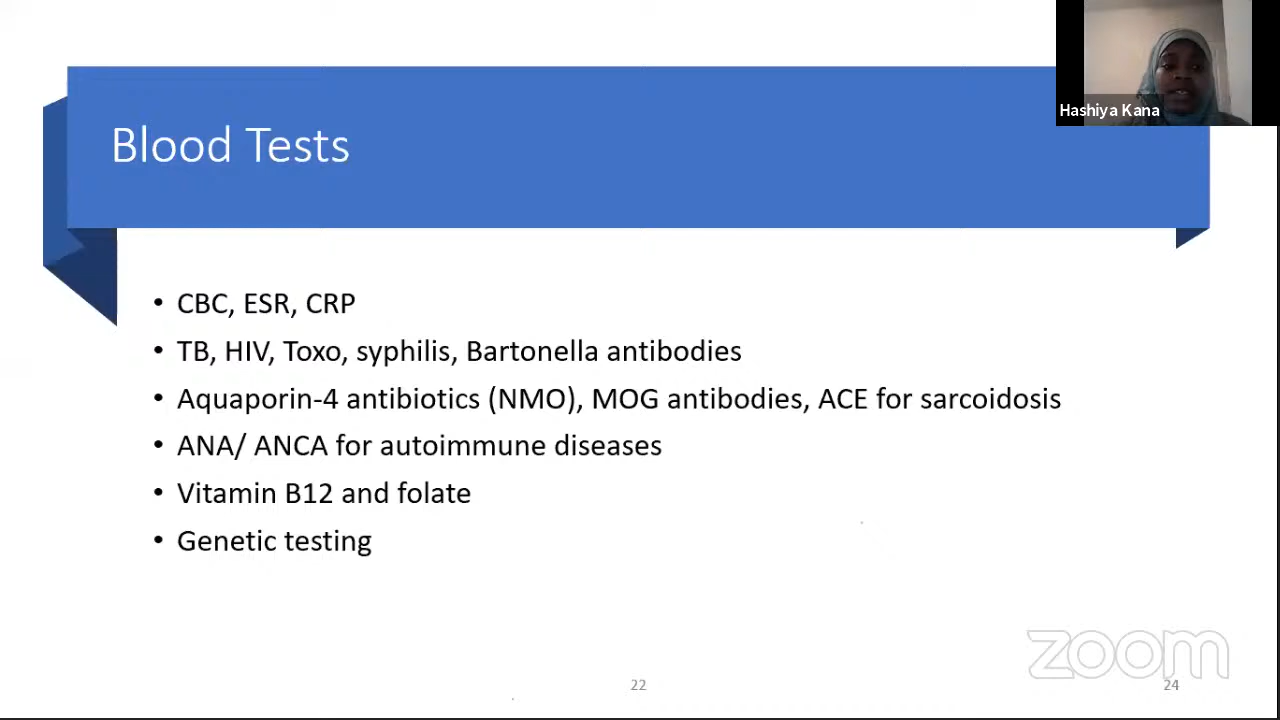 Hashiya Kana
Blood Tests
• CBC, ESR, CRP
• TB, HIV, Toxo, syphilis, Bartonella antibodies
• Aquaporin-4 antibiotics (NMO), MOG antibodies, ACE for sarcoidosis
• ANA/ ANCA for autoimmune diseases
• Vitamin B12 and folate
• Genetic testing
zoom
22
24